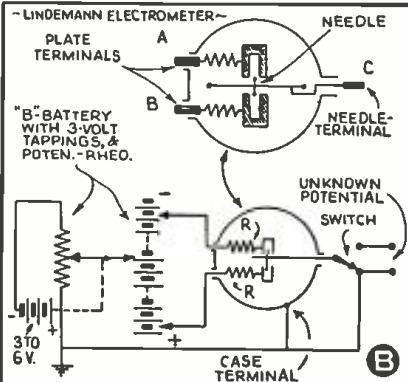 ~LINDEMANN ELECTROMETER~
PLATE
TERMINALS
A
B
C
NEEDLE
NEEDLE-
TERMINAL
"B"-BATTERY
WITH 3-VOLT
TAPPINGS, &
POTEN.-RHEO.
UNKNOWN
POTENTIAL
SWITCH
-
R
R
-
+
3 TO
6 V.
+
CASE
TERMINAL
B